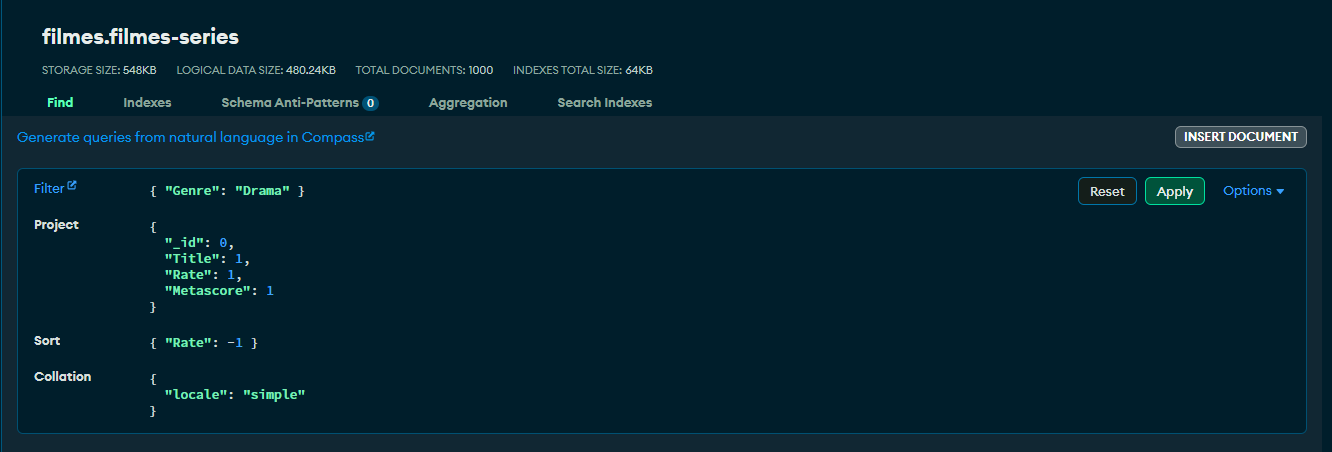 filmes.filmes-series
STORAGE SIZE: 548KB LOGICAL DATA SIZE: 480.24KB TOTAL DOCUMENTS: 1000 INDEXES TOTAL SIZE: 64KB
Find Indexes Schema Anti-Patterns 0 Aggregation Search Indexes
Generate queries from natural language in Compass INSERT DOCUMENT
Filter { "Genre": "Drama" } Reset Apply Options
Project {
"_id": 0,
"Title": 1,
"Rate": 1,
"Metascore": 1
}
Sort { "Rate": -1 }
Collation {
"locale": "simple"
}